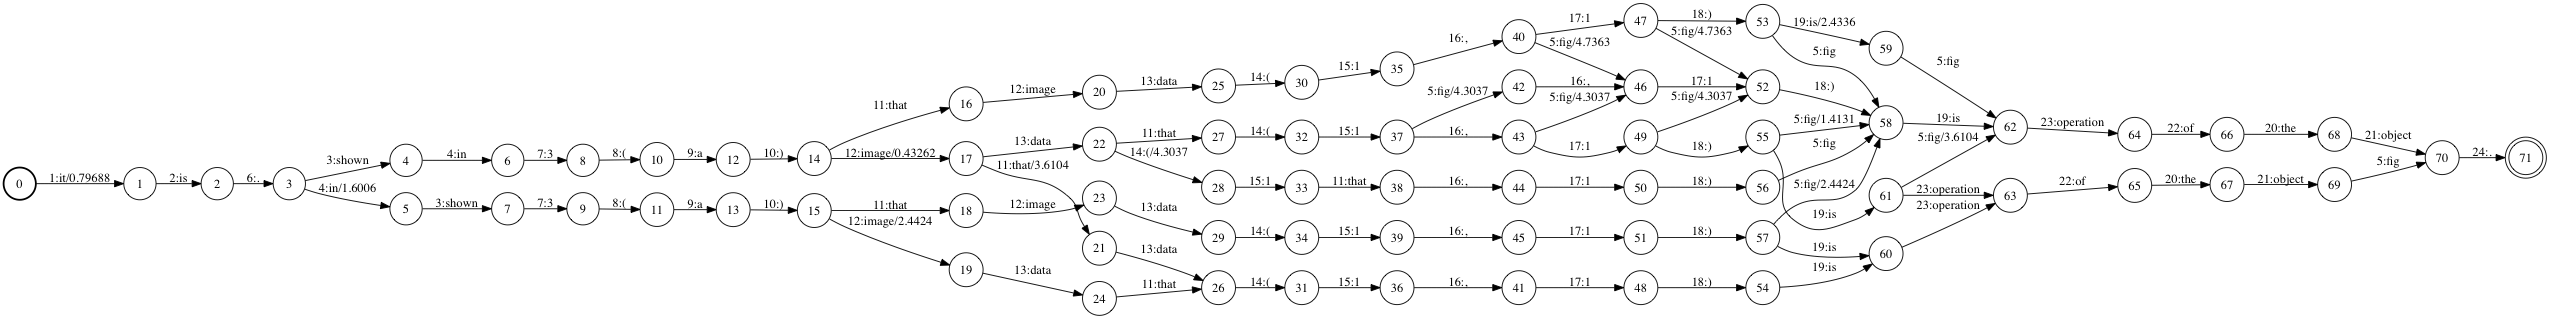 0 1:it/0.79688 1 2:is 2 6:. 3
3:shown 4 4:in 6 7:3 8 8:( 10 9:a 12 10:) 14
4:in/1.6006 5 3:shown 7 7:3 9 8:( 11 9:a 13 10:) 15
11:that 16 12:image 20 13:data 25 14:( 30 15:1 35 16:, 40 17:1 47 18:) 53 19:is/2.4336 59 5:fig
5:fig/4.7363 5:fig/4.7363 5:fig
12:image/0.43262 17 13:data 22 11:that 27 14:( 32 15:1 37 5:fig/4.3037 42 16:, 46 17:1 52 18:) 58 19:is 62 23:operation 64 22:of 66 20:the 68 21:object 70 24:. 71
5:fig/4.3037 5:fig/4.3037
16:, 43 17:1 49 18:) 55 5:fig/1.4131
11:that/3.6104 14:(/4.3037 28 15:1 33 11:that 38 16:, 44 17:1 50 18:) 56 5:fig
19:is 61 5:fig/3.6104
23:operation 63 22:of 65 20:the 67 21:object 69 5:fig
11:that 18 12:image 23 13:data 29 14:( 34 15:1 39 16:, 45 17:1 51 18:) 57 5:fig/2.4424
19:is 60 23:operation
12:image/2.4424 19 13:data 24 11:that 26 14:( 31 15:1 36 16:, 41 17:1 48 18:) 54 19:is
21 13:data